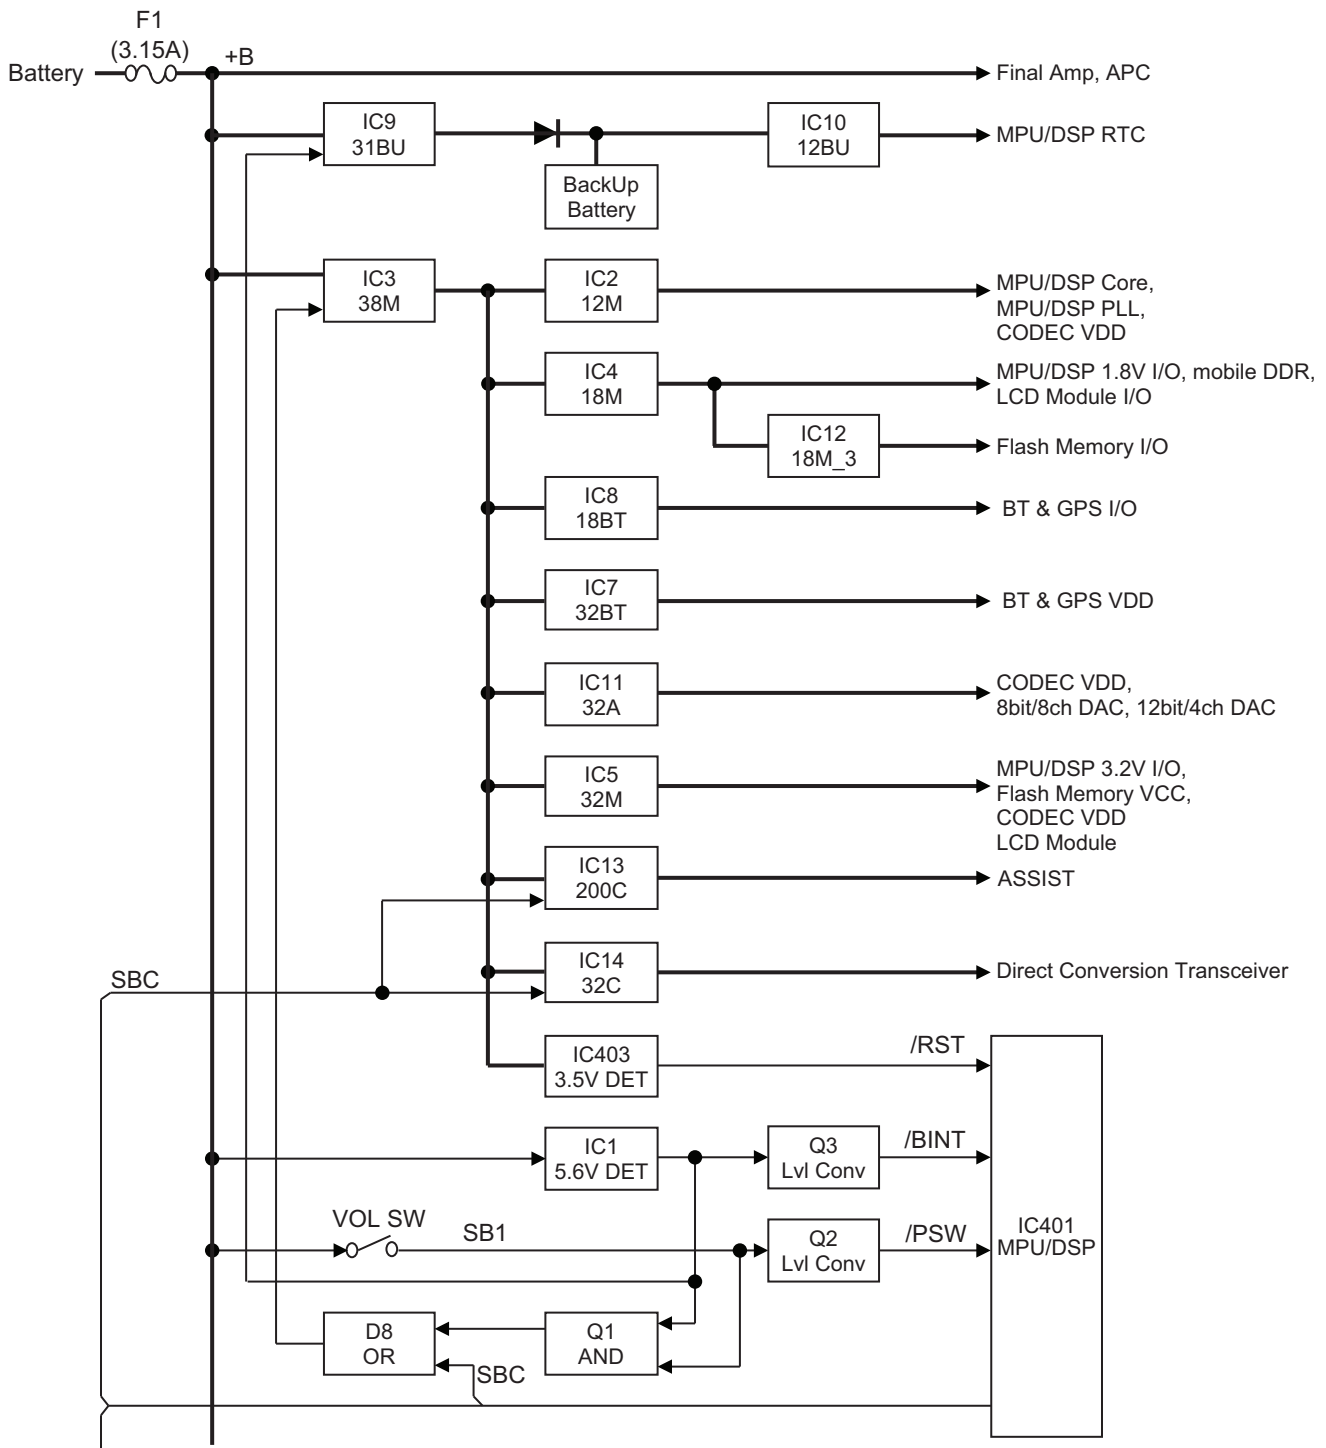 F1
(3.15A)
Battery
+B
Final Amp, APC
IC9
31BU
IC10
12BU
MPU/DSP RTC
BackUp
Battery
IC3
38M
IC2
12M
MPU/DSP Core,
MPU/DSP PLL,
CODEC VDD
IC4
18M
MPU/DSP 1.8V I/O, mobile DDR,
LCD Module I/O
IC12
18M_3
Flash Memory I/O
IC8
18BT
BT & GPS I/O
IC7
32BT
BT & GPS VDD
IC11
32A
CODEC VDD,
8bit/8ch DAC, 12bit/4ch DAC
IC5
32M
MPU/DSP 3.2V I/O,
Flash Memory VCC,
CODEC VDD
LCD Module
IC13
200C
ASSIST
SBC
IC14
32C
Direct Conversion Transceiver
IC403
3.5V DET
/RST
IC1
5.6V DET
Q3
Lvl Conv
/BINT
VOL SW
SB1
Q2
Lvl Conv
/PSW
IC401
MPU/DSP
D8
OR
Q1
AND
SBC